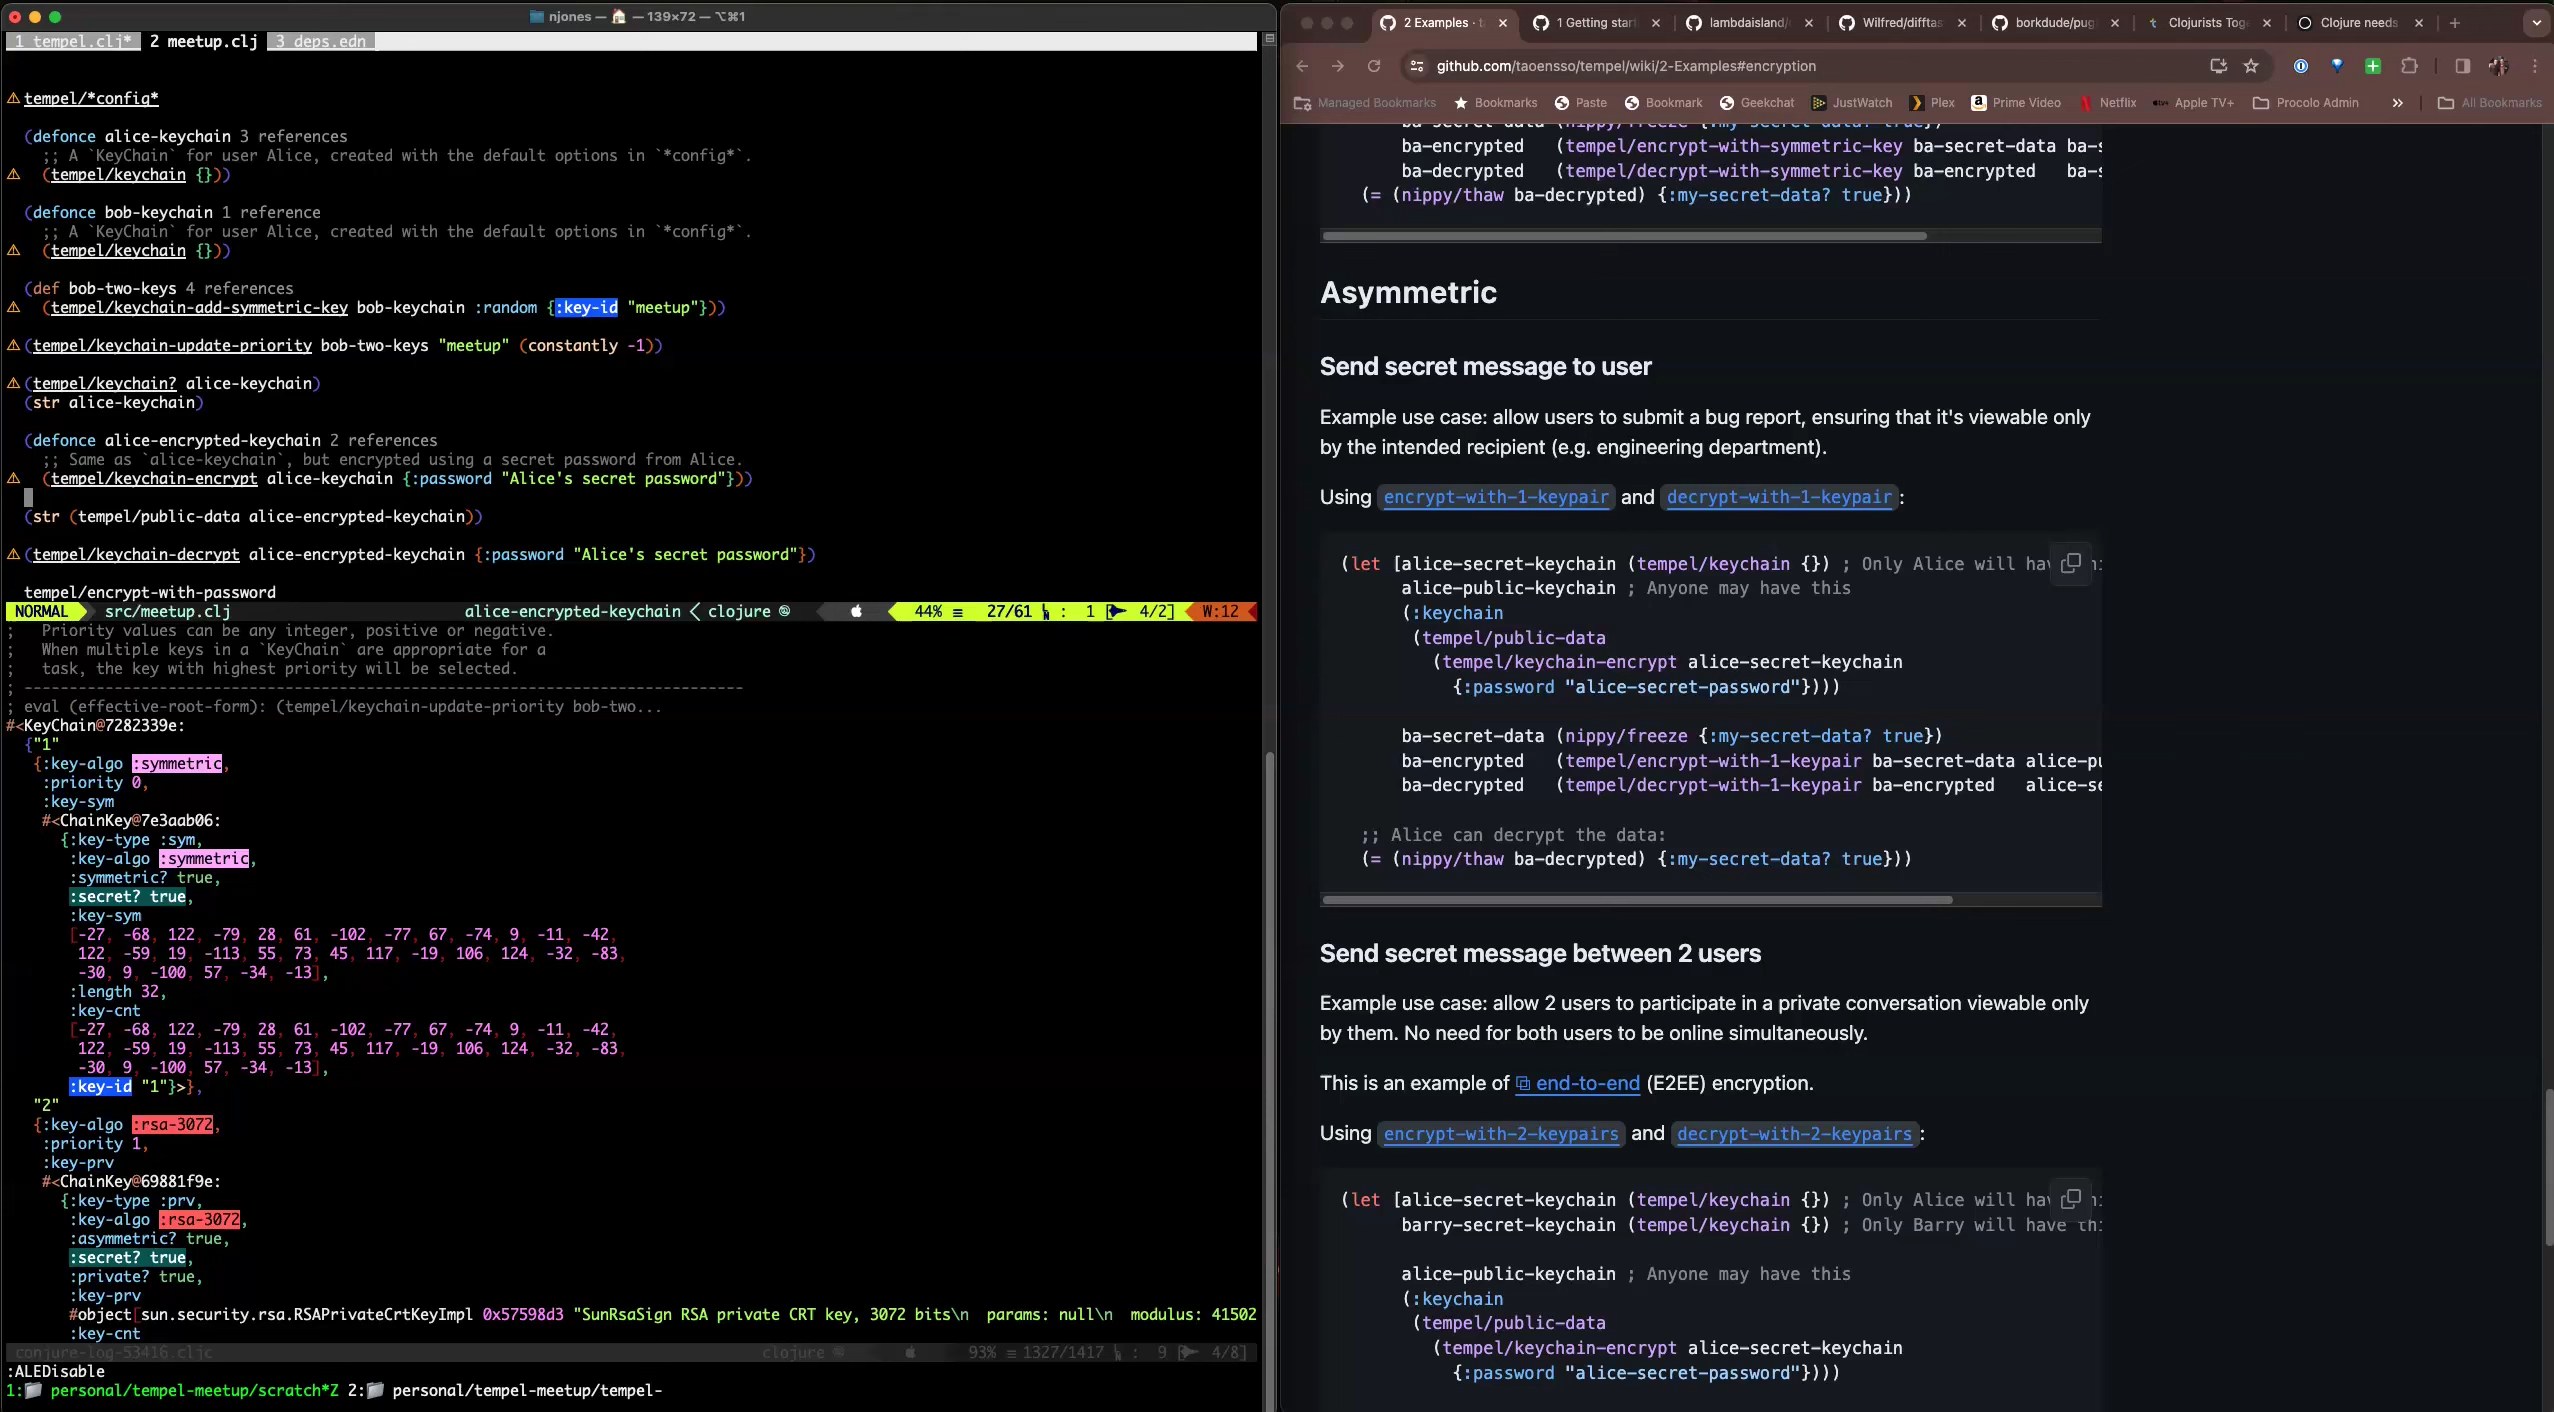 njones — 🏠 — 139×72 — ⌥⌘1
1 tempel.clj* 2 meetup.clj 3 deps.edn
⚠ tempel/*config*
(defonce alice-keychain 3 references
;; A `KeyChain` for user Alice, created with the default options in `*config*`.
⚠ (tempel/keychain {}))
(defonce bob-keychain 1 reference
;; A `KeyChain` for user Alice, created with the default options in `*config*`.
⚠ (tempel/keychain {}))
(def bob-two-keys 4 references
⚠ (tempel/keychain-add-symmetric-key bob-keychain :random {:key-id "meetup"}))
⚠ (tempel/keychain-update-priority bob-two-keys "meetup" (constantly -1))
⚠ (tempel/keychain? alice-keychain)
(str alice-keychain)
(defonce alice-encrypted-keychain 2 references
;; Same as `alice-keychain`, but encrypted using a secret password from Alice.
⚠ (tempel/keychain-encrypt alice-keychain {:password "Alice's secret password"}))
(str (tempel/public-data alice-encrypted-keychain))
⚠ (tempel/keychain-decrypt alice-encrypted-keychain {:password "Alice's secret password"})
tempel/encrypt-with-password
NORMAL src/meetup.clj alice-encrypted-keychain < clojure 44% ≡ 27/61 : 1 4/2] W:12
; Priority values can be any integer, positive or negative.
; When multiple keys in a `KeyChain` are appropriate for a
; task, the key with highest priority will be selected.
; --------------------------------------------------------------------------------
; eval (effective-root-form): (tempel/keychain-update-priority bob-two...
#<KeyChain@7282339e:
{"1"
{:key-algo :symmetric,
:priority 0,
:key-sym
#<ChainKey@7e3aab06:
{:key-type :sym,
:key-algo :symmetric,
:symmetric? true,
:secret? true,
:key-sym
[-27, -68, 122, -79, 28, 61, -102, -77, 67, -74, 9, -11, -42,
122, -59, 19, -113, 55, 73, 45, 117, -19, 106, 124, -32, -83,
-30, 9, -100, 57, -34, -13],
:length 32,
:key-cnt
[-27, -68, 122, -79, 28, 61, -102, -77, 67, -74, 9, -11, -42,
122, -59, 19, -113, 55, 73, 45, 117, -19, 106, 124, -32, -83,
-30, 9, -100, 57, -34, -13],
:key-id "1"}>},
"2"
{:key-algo :rsa-3072,
:priority 1,
:key-prv
#<ChainKey@69881f9e:
{:key-type :prv,
:key-algo :rsa-3072,
:asymmetric? true,
:secret? true,
:private? true,
:key-prv
#object[sun.security.rsa.RSAPrivateCrtKeyImpl 0x57598d3 "SunRsaSign RSA private CRT key, 3072 bits\n params: null\n modulus: 41502
:key-cnt
conjure-log-53416.cljc clojure 93% ≡ 1327/1417 : 9 4/8]
:ALEDisable
1: personal/tempel-meetup/scratch*Z 2: personal/tempel-meetup/tempel-
2 Examples · t 1 Getting star lambdaisland/ Wilfred/difftas borkdude/pug Clojurists Tog Clojure needs
github.com/taoensso/tempel/wiki/2-Examples#encryption
Managed Bookmarks Bookmarks Paste Bookmark Geekchat JustWatch Plex Prime Video Netflix Apple TV+ Procolo Admin » All Bookmarks
ba-secret-data (nippy/freeze {:my-secret-data? true})
ba-encrypted (tempel/encrypt-with-symmetric-key ba-secret-data ba-s
ba-decrypted (tempel/decrypt-with-symmetric-key ba-encrypted ba-s
(= (nippy/thaw ba-decrypted) {:my-secret-data? true}))
Asymmetric
Send secret message to user
Example use case: allow users to submit a bug report, ensuring that it's viewable only
by the intended recipient (e.g. engineering department).
Using encrypt-with-1-keypair and decrypt-with-1-keypair:
(let [alice-secret-keychain (tempel/keychain {}) ; Only Alice will hav
alice-public-keychain ; Anyone may have this
(:keychain
(tempel/public-data
(tempel/keychain-encrypt alice-secret-keychain
{:password "alice-secret-password"})))
ba-secret-data (nippy/freeze {:my-secret-data? true})
ba-encrypted (tempel/encrypt-with-1-keypair ba-secret-data alice-pu
ba-decrypted (tempel/decrypt-with-1-keypair ba-encrypted alice-se
;; Alice can decrypt the data:
(= (nippy/thaw ba-decrypted) {:my-secret-data? true}))
Send secret message between 2 users
Example use case: allow 2 users to participate in a private conversation viewable only
by them. No need for both users to be online simultaneously.
This is an example of end-to-end (E2EE) encryption.
Using encrypt-with-2-keypairs and decrypt-with-2-keypairs:
(let [alice-secret-keychain (tempel/keychain {}) ; Only Alice will hav
barry-secret-keychain (tempel/keychain {}) ; Only Barry will have thi
alice-public-keychain ; Anyone may have this
(:keychain
(tempel/public-data
(tempel/keychain-encrypt alice-secret-keychain
{:password "alice-secret-password"})))